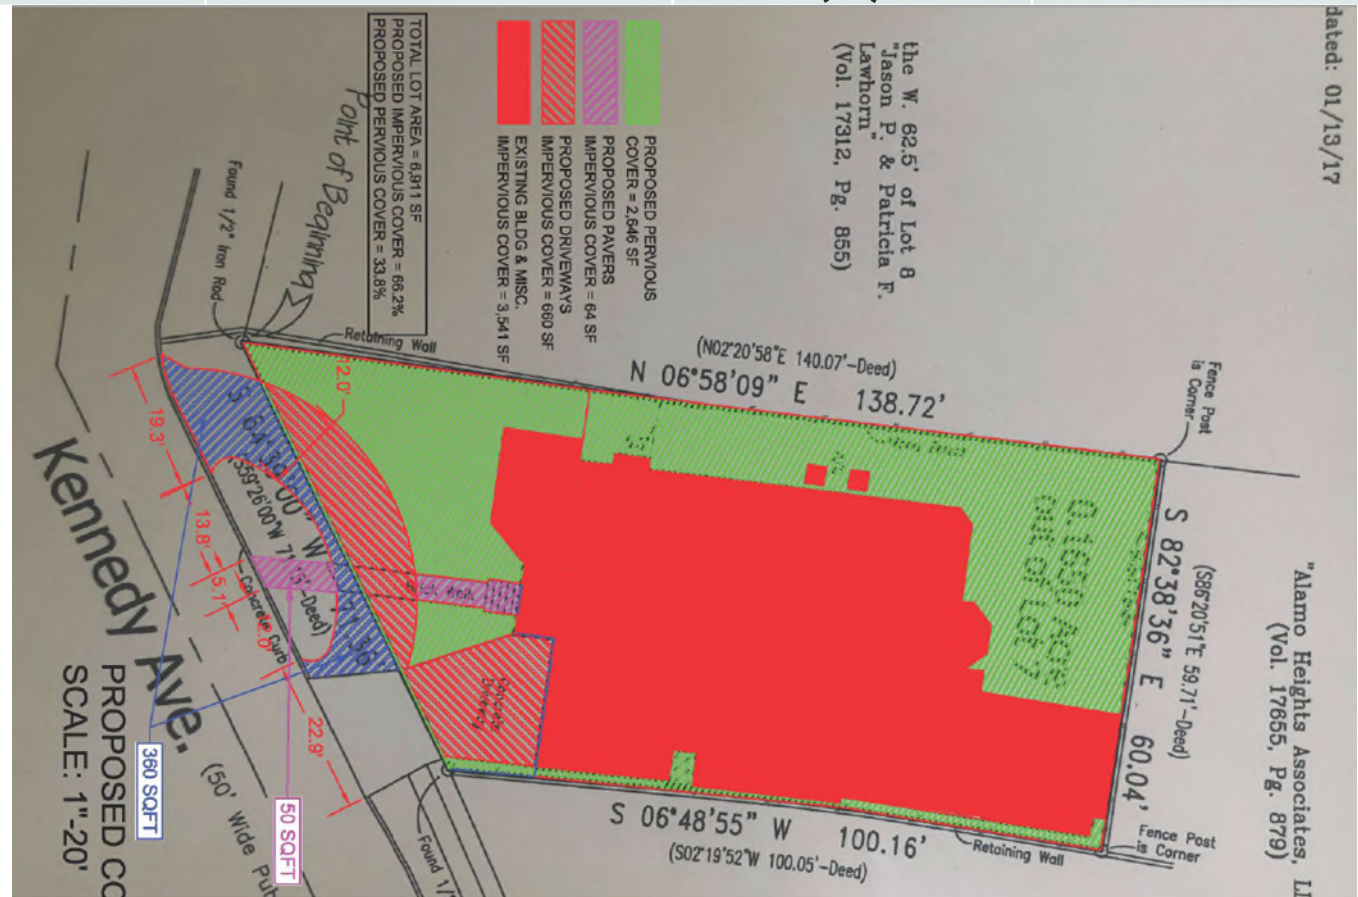 dated: 01/13/17
the W. 62.5' of Lot 8
"Jason P. & Patricia F.
Lawhorn"
(Vol. 17312, Pg. 855)
PROPOSED PERVIOUS
COVER = 2,646 SF
PROPOSED PAVERS
IMPERVIOUS COVER = 64 SF
PROPOSED DRIVEWAYS
IMPERVIOUS COVER = 660 SF
EXISTING BLDG & MISC.
IMPERVIOUS COVER = 3,541 SF
TOTAL LOT AREA = 6,911 SF
PROPOSED IMPERVIOUS COVER = 66.2%
PROPOSED PERVIOUS COVER = 33.8%
Point of Beginning
Found 1/2" Iron Rod
Retaining Wall
(N02°20'58"E 140.07'-Deed)
N 06°58'09" E 138.72'
Fence Post
is Corner
"Alamo Heights Associates,
(Vol. 17655, Pg. 879)
(S86°20'51"E 59.71'-Deed)
S 82°38'36" E 60.04'
0.1650 Acre
out of Lot 7
12.0'
Concrete
Driveway
19.3'
13.8'
5.1'
22.9'
Concrete Curb
Kennedy Ave.
(50' Wide
360 SQFT
50 SQFT
Found
S 06°48'55" W 100.16'
(S02°19'52"W 100.05'-Deed)
Retaining Wall
Fence Post
is Corner
PROPOSED
SCALE: 1"-20'